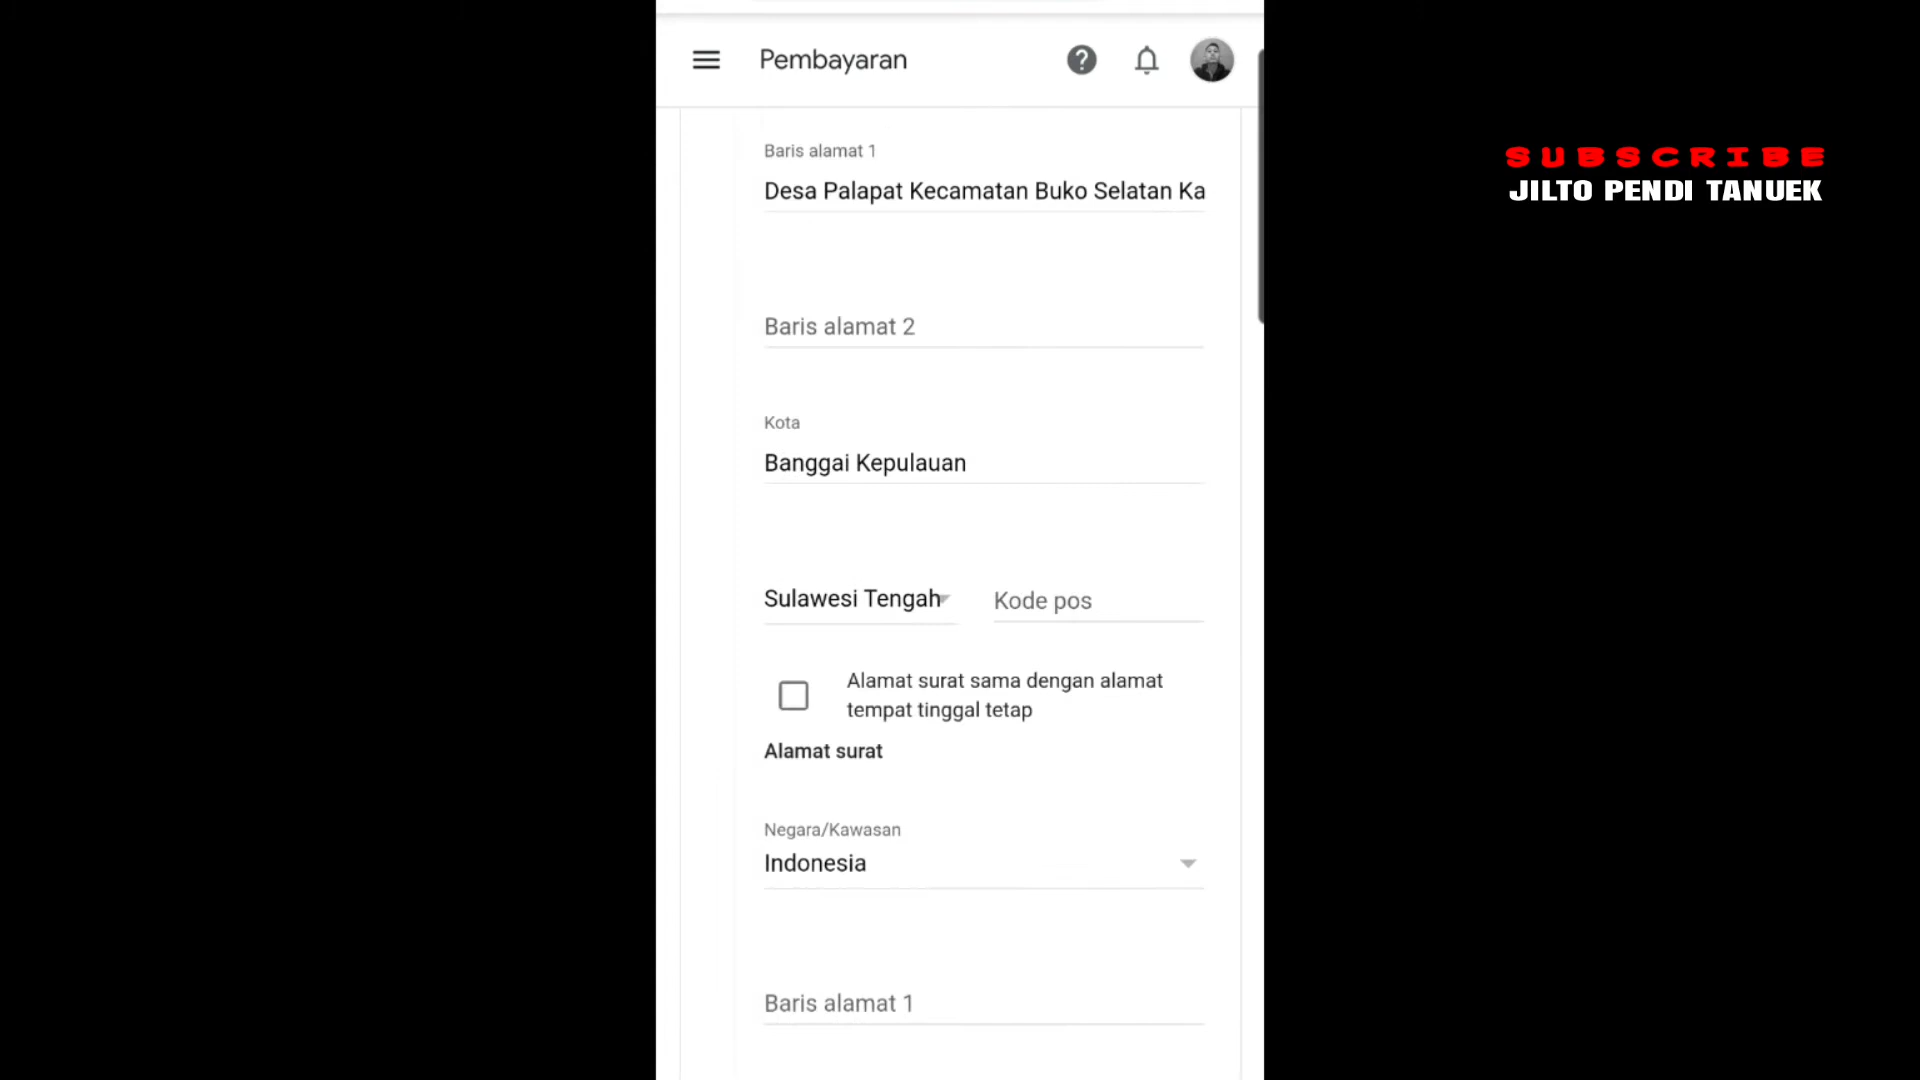 Pembayaran
SUBSCRIBE
JILTO PENDI TANUEK
Baris alamat 1
Desa Palapat Kecamatan Buko Selatan Ka
Baris alamat 2
Kota
Banggai Kepulauan
Sulawesi Tengah
Kode pos
Alamat surat sama dengan alamat
tempat tinggal tetap
Alamat surat
Negara/Kawasan
Indonesia
Baris alamat 1